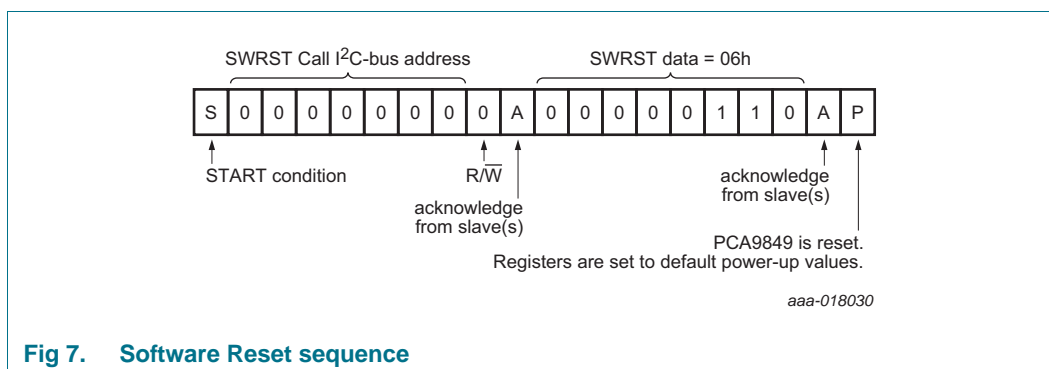 SWRST Call I²C-bus address SWRST data = 06h
S 0 0 0 0 0 0 0 0 A 0 0 0 0 0 1 1 0 A P
START condition R/W̅ acknowledge
acknowledge from slave(s)
from slave(s)
PCA9849 is reset.
Registers are set to default power-up values.
aaa-018030
Fig 7. Software Reset sequence